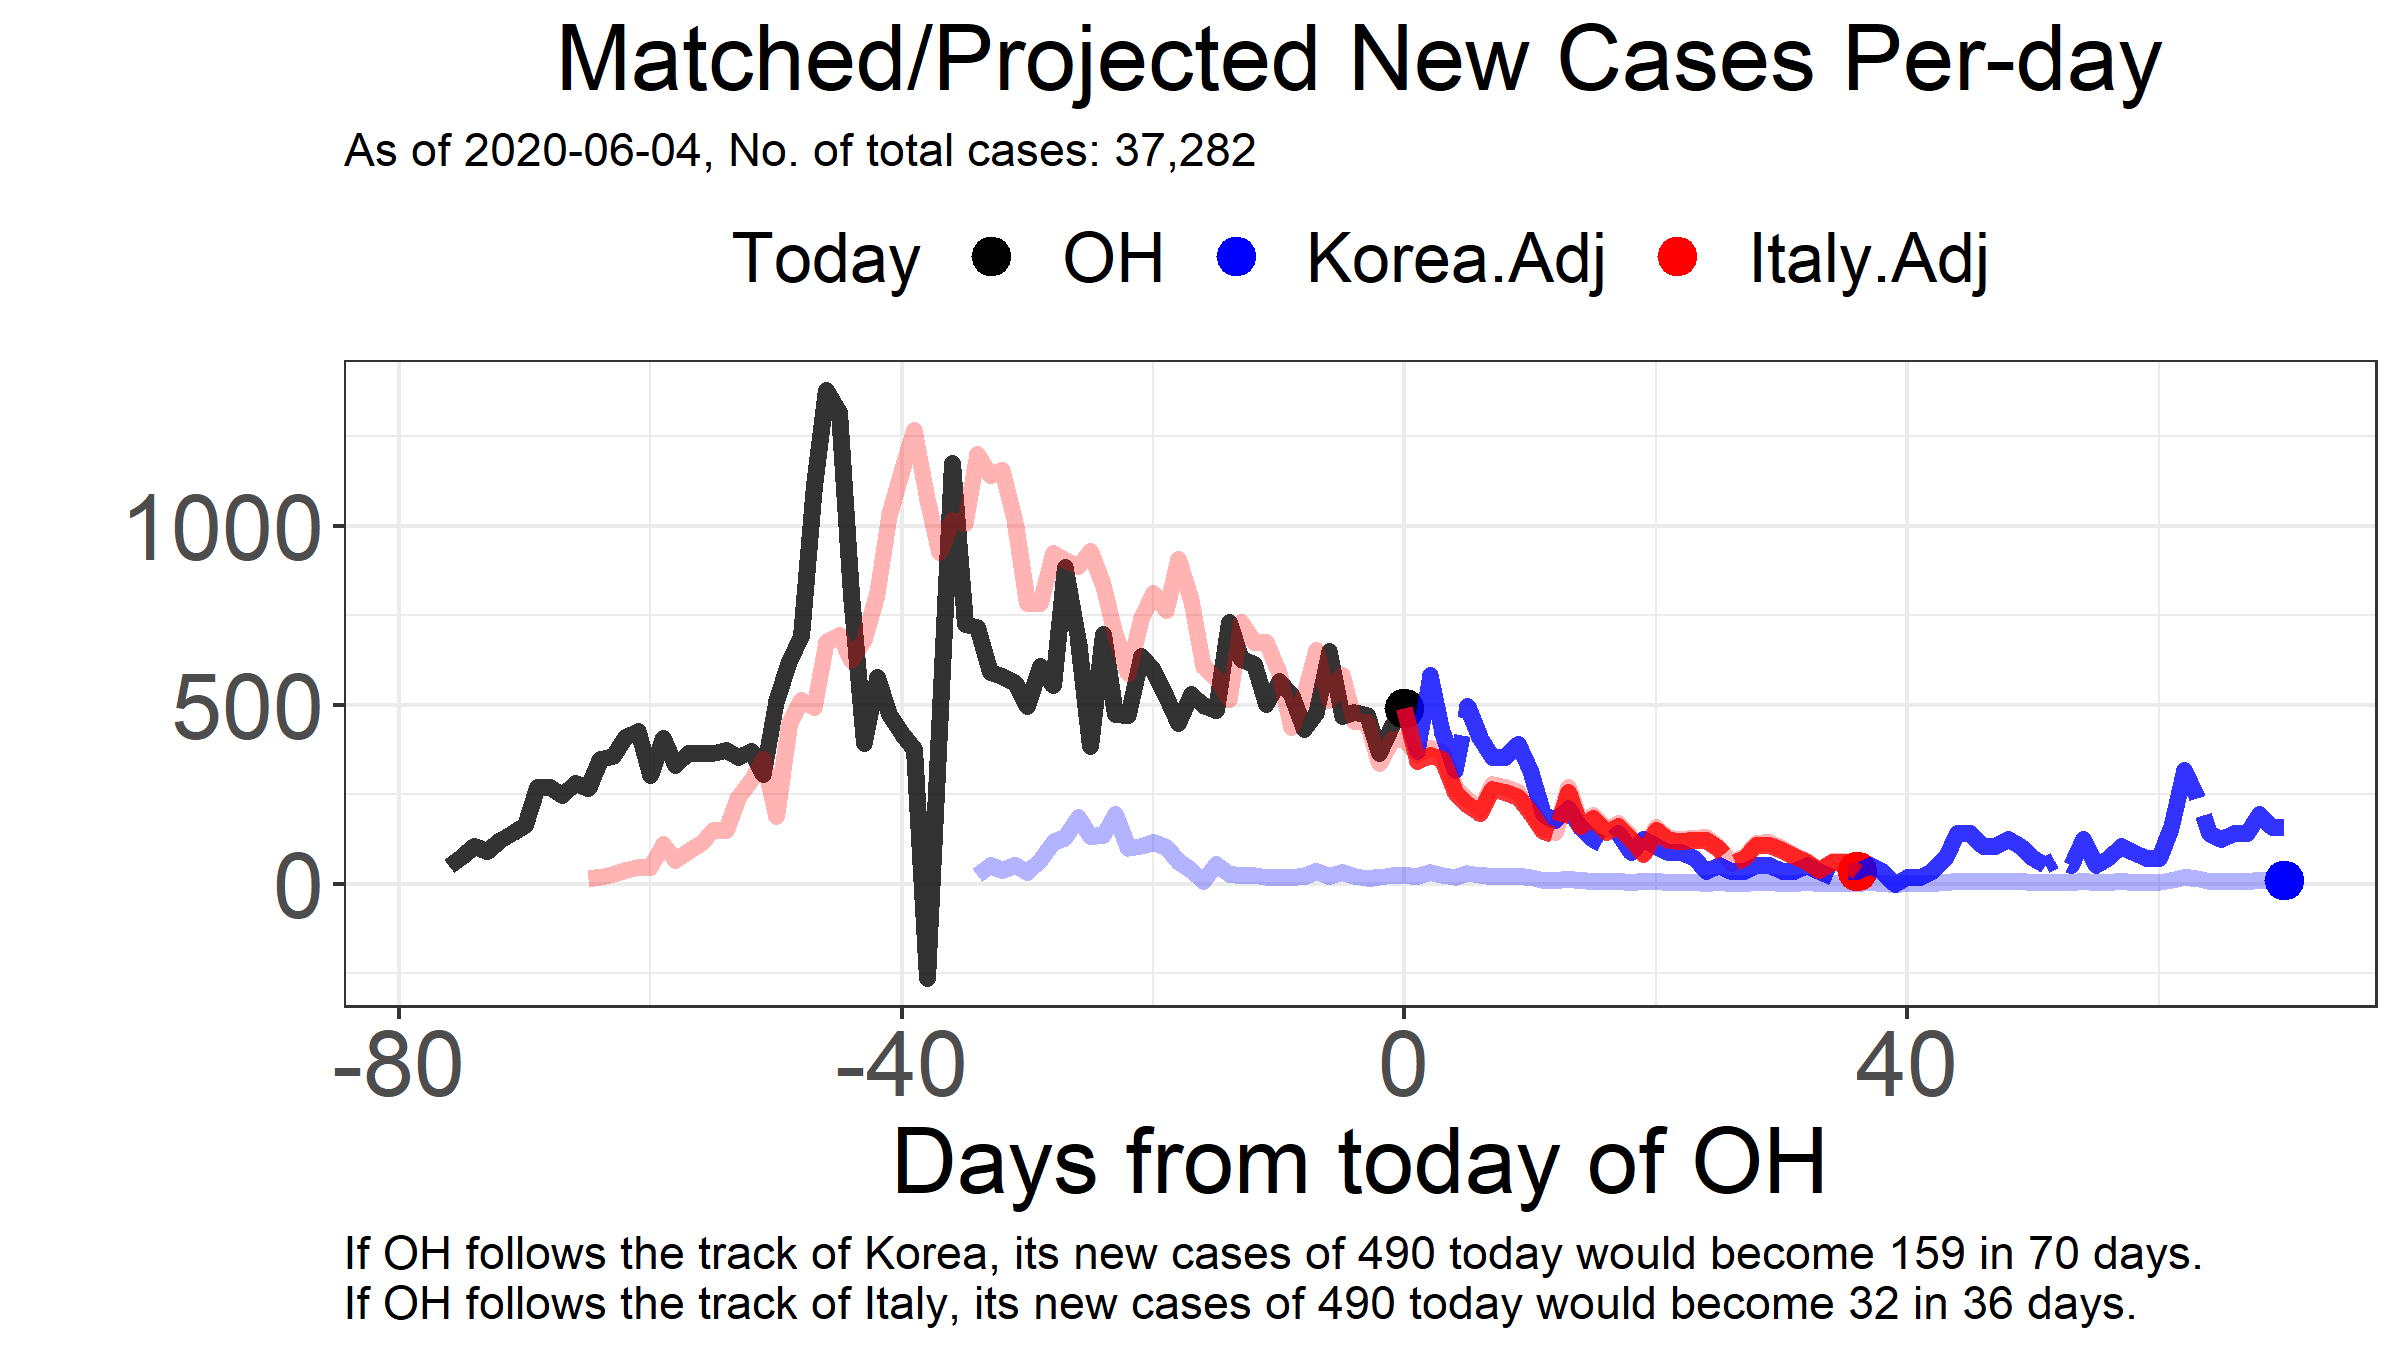 Matched/Projected New Cases Per-day
As of 2020-06-04, No. of total cases: 37,282
Today OH Korea.Adj Italy.Adj
1000
500
0
-80 -40 0 40
Days from today of OH
If OH follows the track of Korea, its new cases of 490 today would become 159 in 70 days.
If OH follows the track of Italy, its new cases of 490 today would become 32 in 36 days.